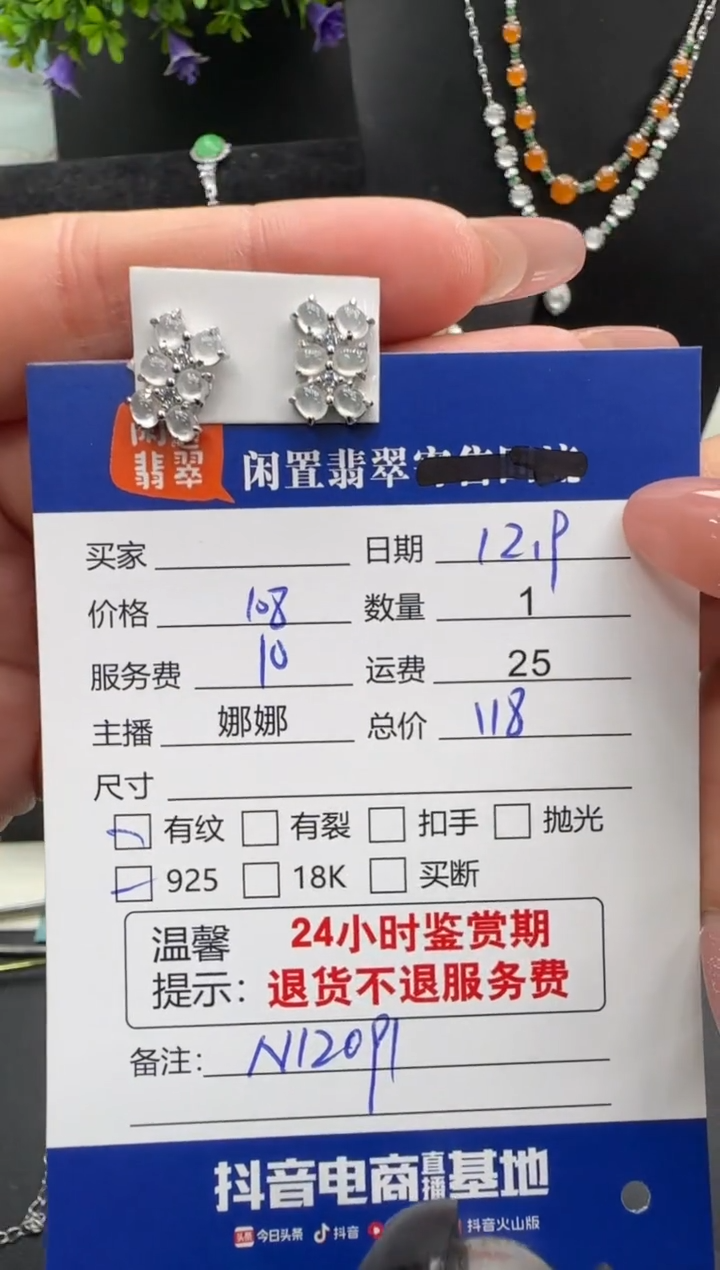 翡翠
闲置翡翠
买家 日期 12.9
价格 108 数量 1
服务费 10 运费 25
主播 娜娜 总价 118
尺寸
有纹 有裂 扣手 抛光
925 18K 买断
温馨 24小时鉴赏期
提示: 退货不退服务费
备注: N12091
抖音电商直播基地
头条 今日头条 抖音 抖音火山版